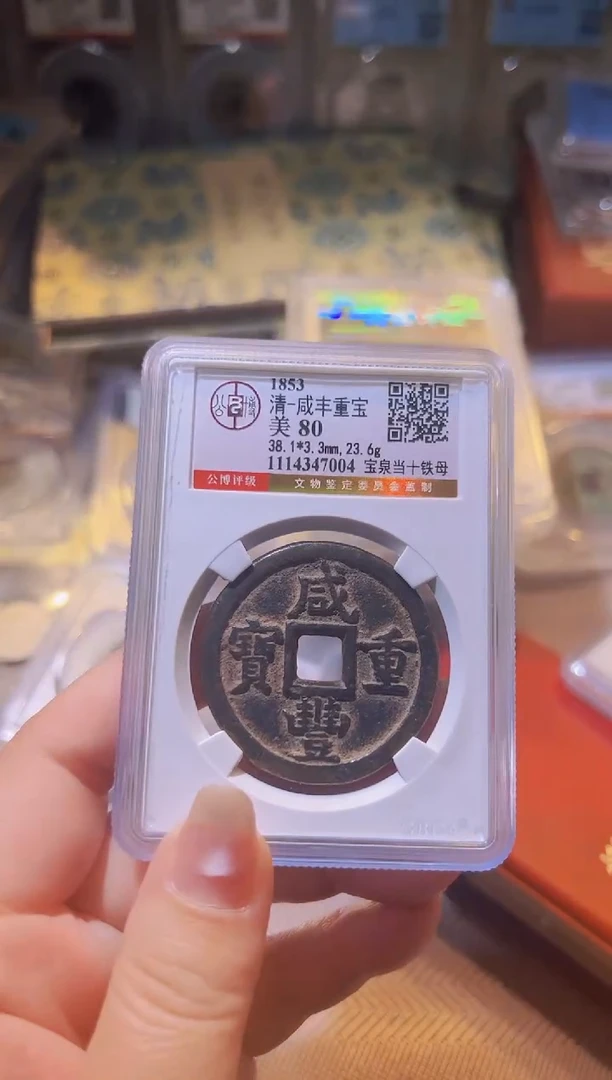 1853
清-咸丰重宝
美 80
38.1*3.3mm, 23.6g
1114347004 宝泉当十铁母
公博评级 文物鉴定委员会监制
咸
寶 重
豐